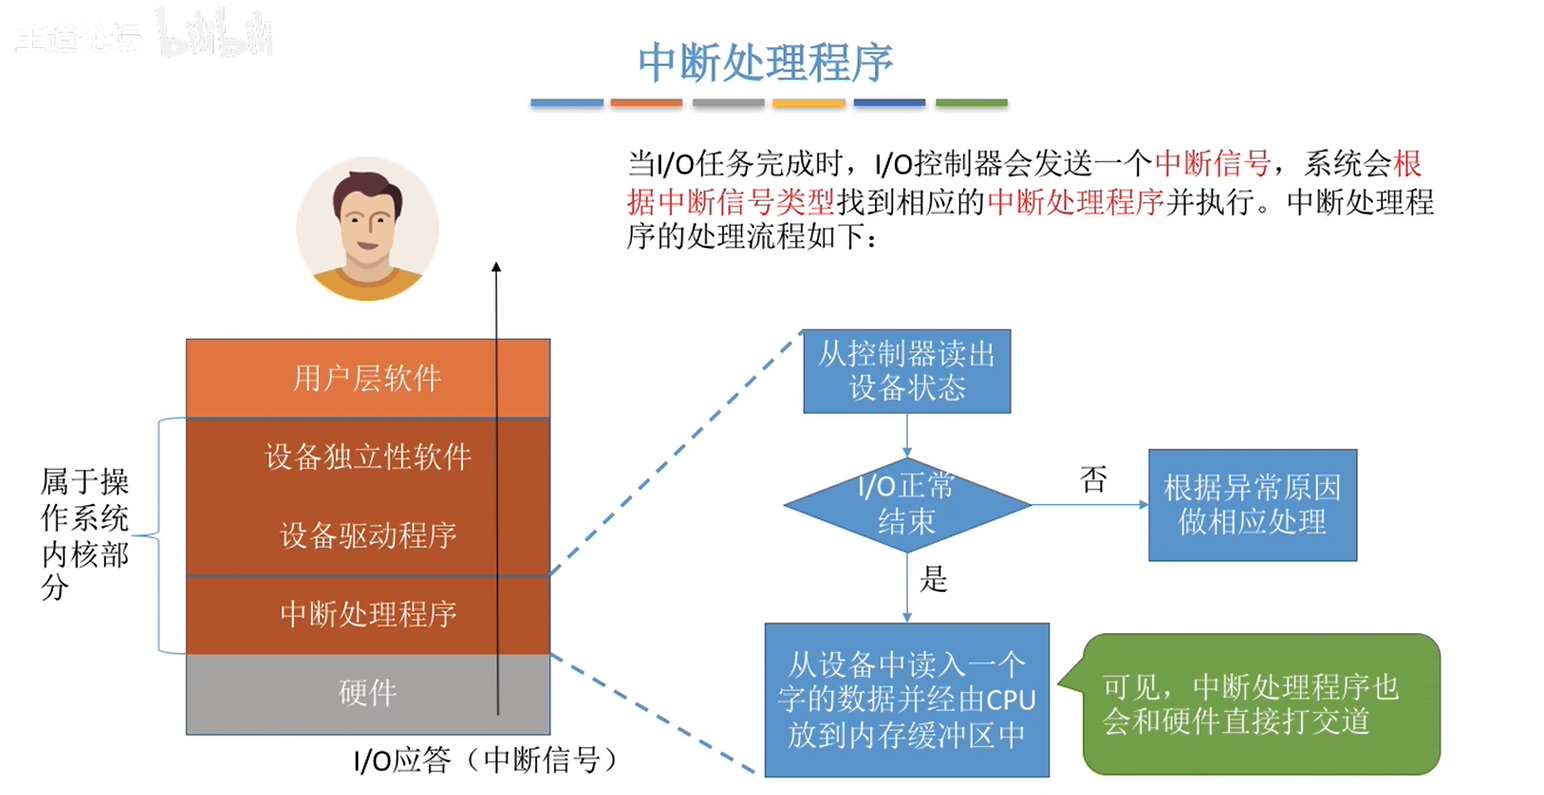 王道论坛 bilibili
中断处理程序
当I/O任务完成时，I/O控制器会发送一个中断信号，系统会根
据中断信号类型找到相应的中断处理程序并执行。中断处理程
序的处理流程如下：
用户层软件
设备独立性软件
设备驱动程序
中断处理程序
硬件
属于操
作系统
内核部
分
I/O应答（中断信号）
从控制器读出
设备状态
I/O正常
结束
否
根据异常原因
做相应处理
是
从设备中读入一个
字的数据并经由CPU
放到内存缓冲区中
可见，中断处理程序也
会和硬件直接打交道